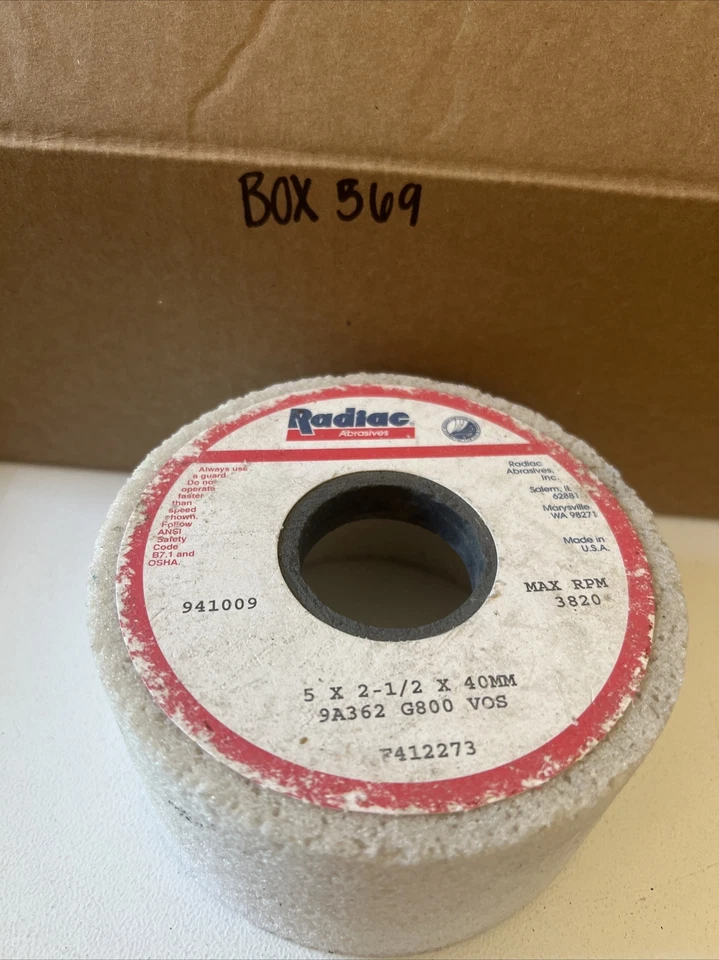 BOX 569
Radiac
Abrasives
Always use
a guard.
Do not
operate
faster
than
speed
shown.
Follow
ANSI
Safety
Code
B7.1 and
OSHA.
Radiac
Abrasives,
Inc.
Salem, IL
62881
Marysville
WA 98271
Made in
U.S.A.
941009
MAX RPM
3820
5 X 2-1/2 X 40MM
9A362 G800 VOS
F412273